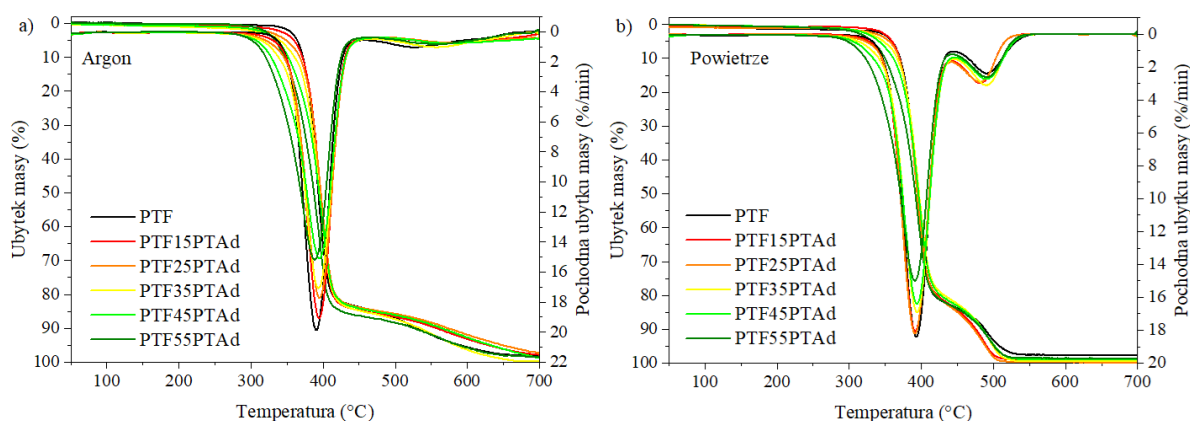 a)
Argon
Ubytek masy (%)
0
10
20
30
40
50
60
70
80
90
100
PTF
PTF15PTAd
PTF25PTAd
PTF35PTAd
PTF45PTAd
PTF55PTAd
100
200
300
400
500
600
700
Temperatura (°C)
0
2
4
6
8
10
12
14
16
18
20
22
Pochodna ubytku masy (%/min)
b)
Powietrze
Ubytek masy (%)
0
10
20
30
40
50
60
70
80
90
100
PTF
PTF15PTAd
PTF25PTAd
PTF35PTAd
PTF45PTAd
PTF55PTAd
100
200
300
400
500
600
700
Temperatura (°C)
0
2
4
6
8
10
12
14
16
18
20
Pochodna ubytku masy (%/min)